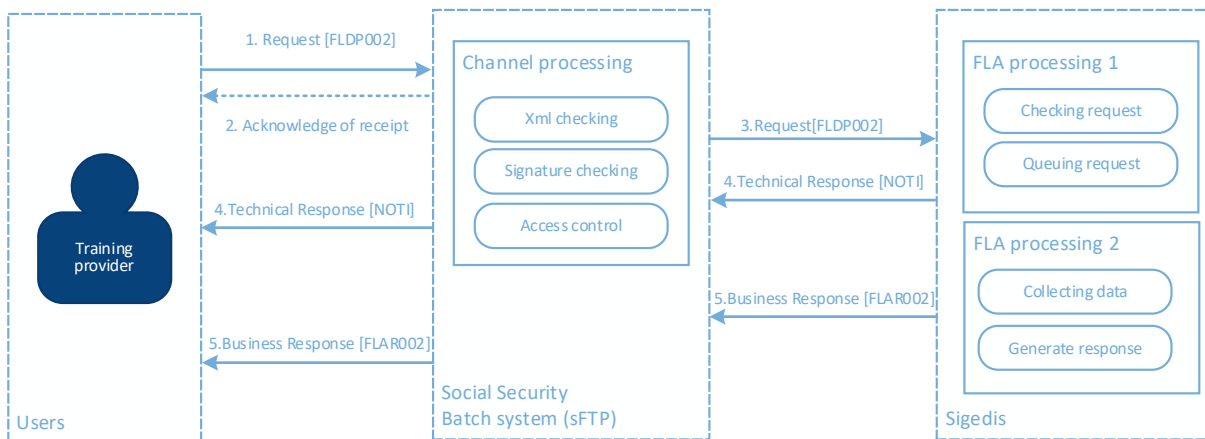 1. Request [FLDP002]
2. Acknowledge of receipt
4.Technical Response [NOTI]
Training
provider
5.Business Response [FLAR002]
Users
Channel processing
Xml checking
Signature checking
Access control
Social Security
Batch system (sFTP)
3.Request[FLDP002]
4.Technical Response [NOTI]
5.Business Response [FLAR002]
FLA processing 1
Checking request
Queuing request
FLA processing 2
Collecting data
Generate response
Sigedis